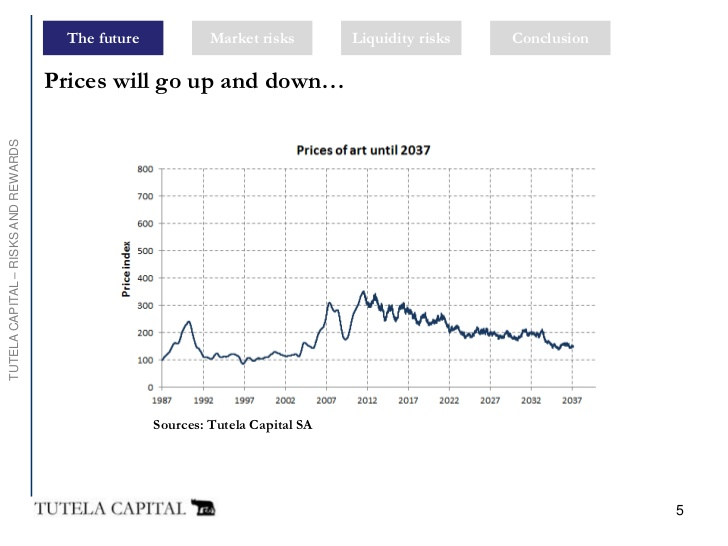 The future
Market risks
Liquidity risks
Conclusion
Prices will go up and down…
TUTELA CAPITAL – RISKS AND REWARDS
Prices of art until 2037
Price index
800
700
600
500
400
300
200
100
0
1987 1992 1997 2002 2007 2012 2017 2022 2027 2032 2037
Sources: Tutela Capital SA
TUTELA CAPITAL
5